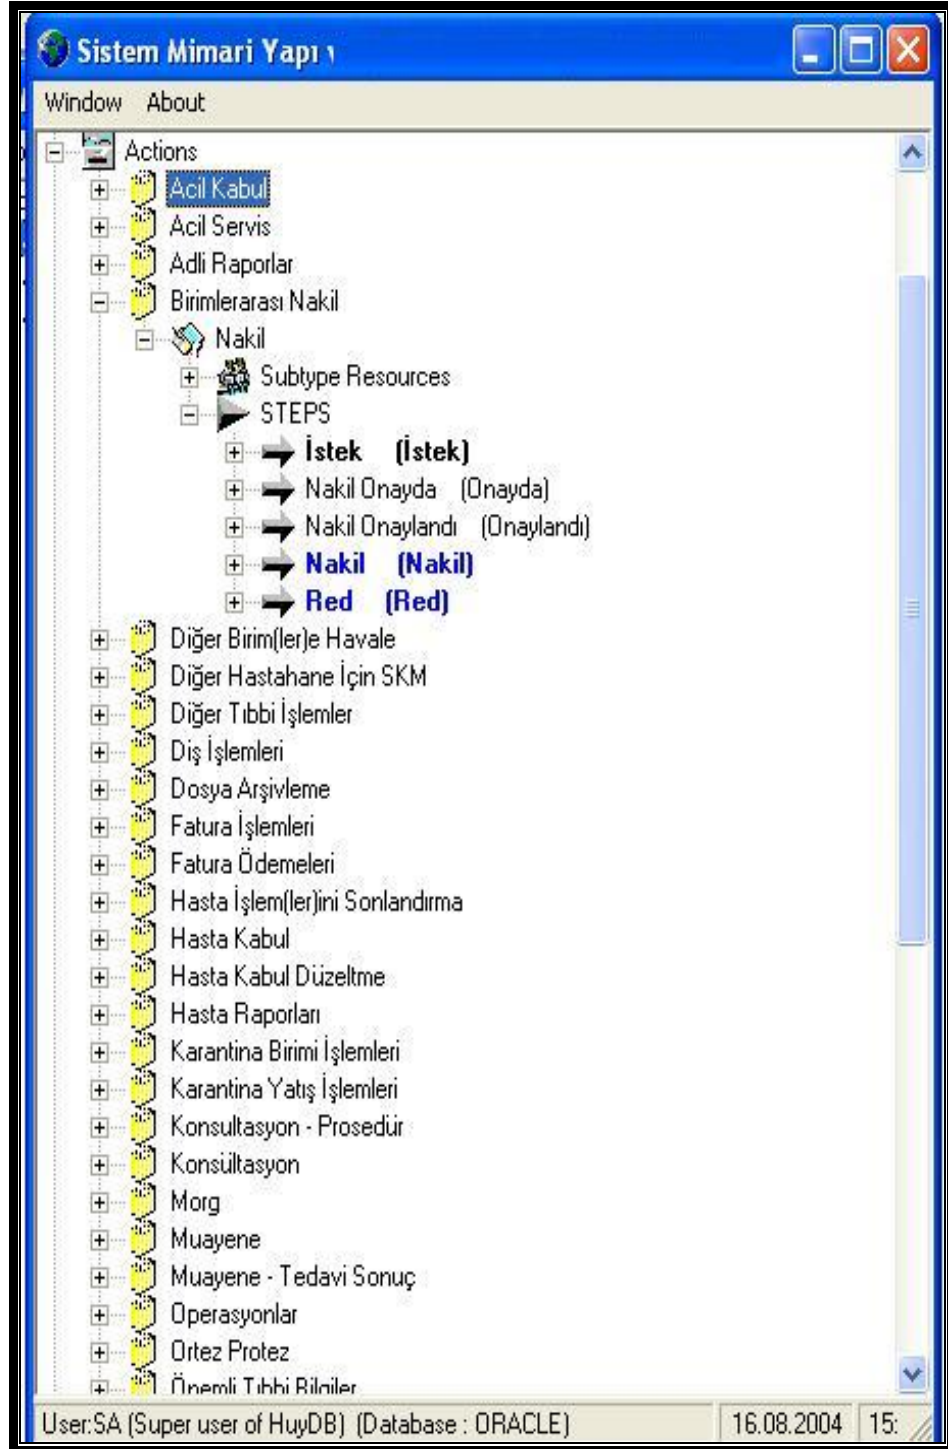 Sistem Mimari Yapı
Window About
Actions
Acil Kabul
Acil Servis
Adli Raporlar
Birimlerarası Nakil
Nakil
Subtype Resources
STEPS
İstek (İstek)
Nakil Onayda (Onayda)
Nakil Onaylandı (Onaylandı)
Nakil (Nakil)
Red (Red)
Diğer Birim(ler)e Havale
Diğer Hastahane İçin SKM
Diğer Tıbbi İşlemler
Diş İşlemleri
Dosya Arşivleme
Fatura İşlemleri
Fatura Ödemeleri
Hasta İşlem(ler)ini Sonlandırma
Hasta Kabul
Hasta Kabul Düzeltme
Hasta Raporları
Karantina Birimi İşlemleri
Karantina Yatış İşlemleri
Konsultasyon - Prosedür
Konsültasyon
Morg
Muayene
Muayene - Tedavi Sonuç
Operasyonlar
Ortez Protez
Önemli Tıbbi Bilgiler
User:SA (Super user of HuyDB) (Database : ORACLE) 16.08.2004 15: